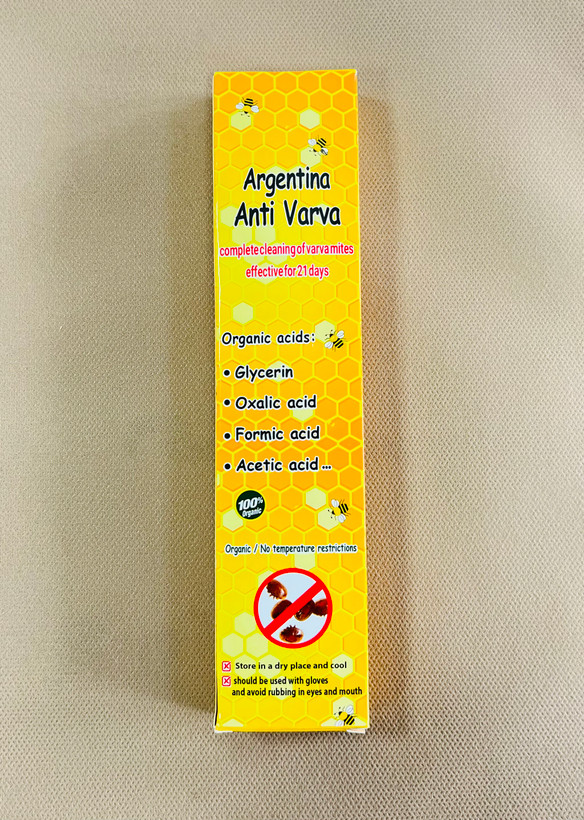 Argentina
Anti Varva
complete cleaning of varva mites
effective for 21 days
Organic acids:
• Glycerin
• Oxalic acid
• Formic acid
• Acetic acid ...
100%
Organic
Organic / No temperature restrictions
Store in a dry place and cool
should be used with gloves
and avoid rubbing in eyes and mouth